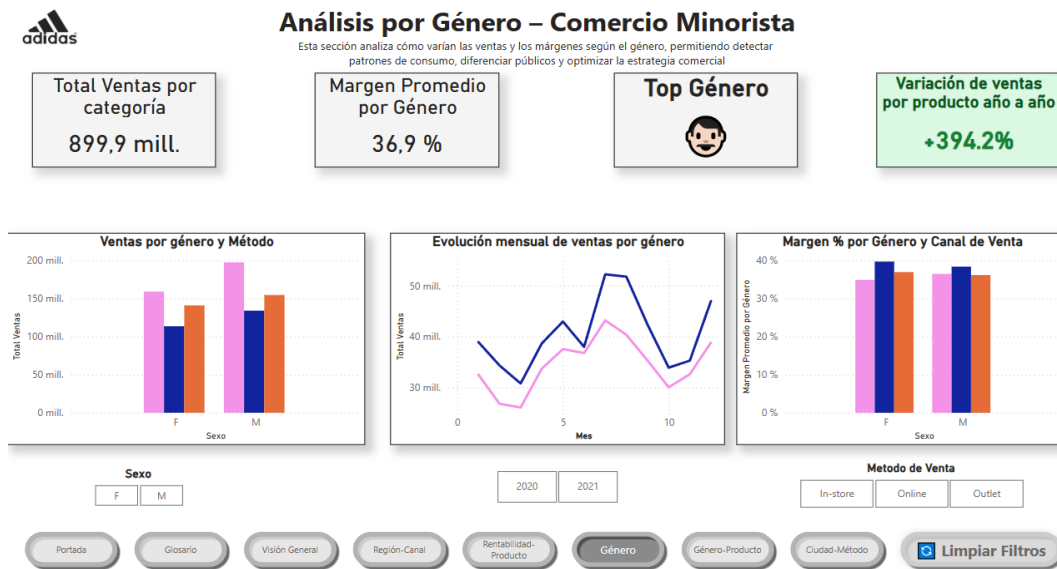 adidas
Análisis por Género – Comercio Minorista
Esta sección analiza cómo varían las ventas y los márgenes según el género, permitiendo detectar
patrones de consumo, diferenciar públicos y optimizar la estrategia comercial
Total Ventas por
categoría
899,9 mill.
Margen Promedio
por Género
36,9 %
Top Género
Variación de ventas
por producto año a año
+394.2%
Ventas por género y Método
200 mill.
150 mill.
100 mill.
50 mill.
0 mill.
Total Ventas
F
M
Sexo
Evolución mensual de ventas por género
50 mill.
40 mill.
30 mill.
Total Ventas
0
5
10
Mes
Margen % por Género y Canal de Venta
40 %
30 %
20 %
10 %
0 %
Margen Promedio por Género
F
M
Sexo
Sexo
F
M
2020
2021
Metodo de Venta
In-store
Online
Outlet
Portada
Glosario
Visión General
Región-Canal
Rentabilidad-
Producto
Género
Género-Producto
Ciudad-Método
Limpiar Filtros